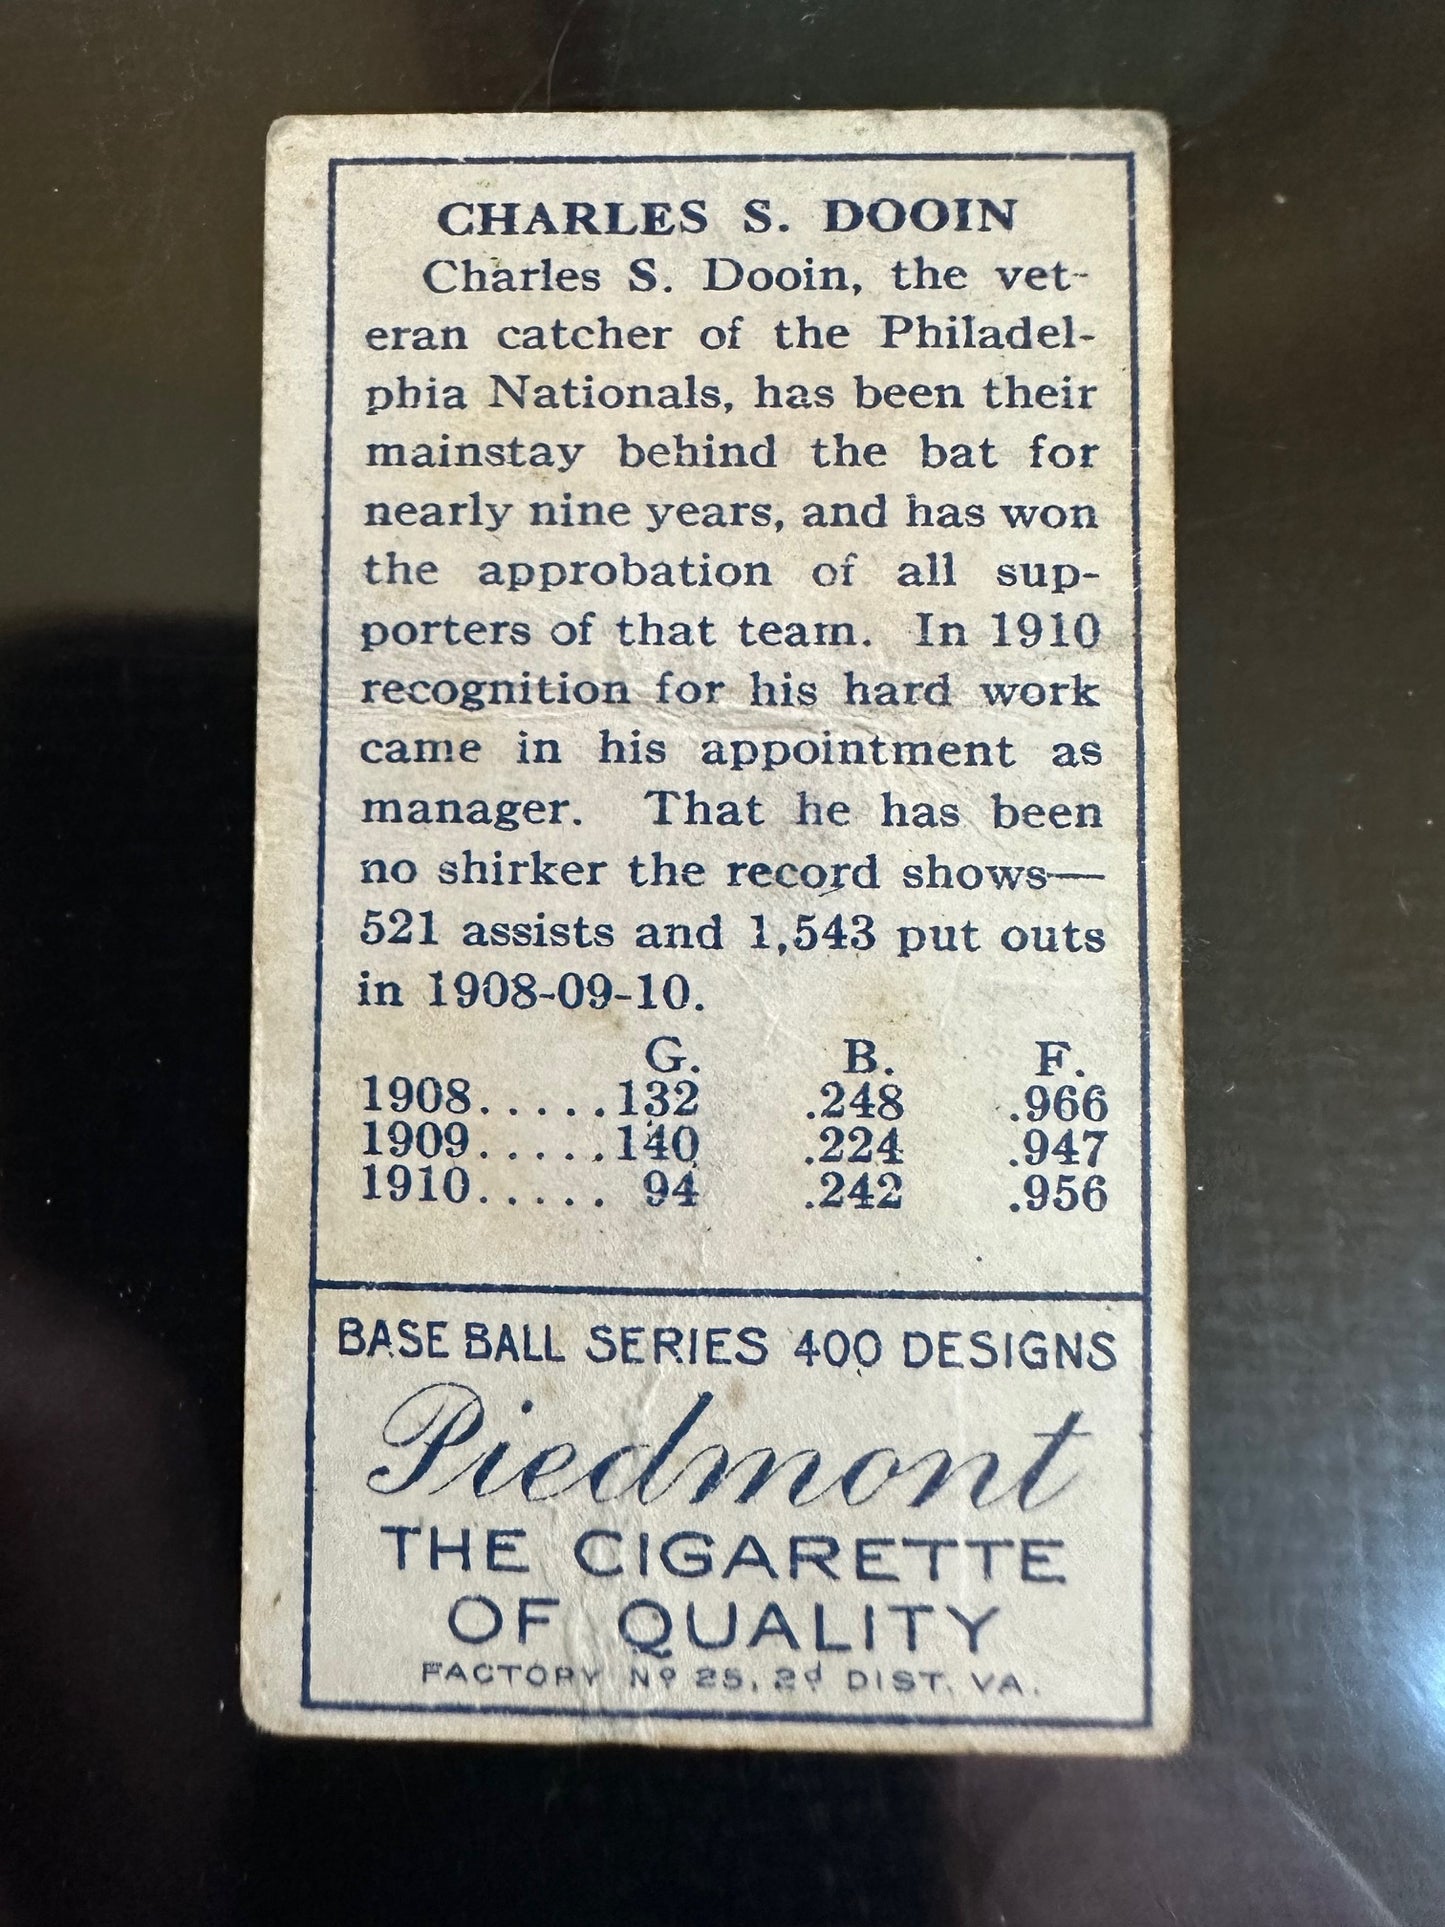 CHARLES S. DOOIN
Charles S. Dooin, the vet-
eran catcher of the Philadel-
phia Nationals, has been their
mainstay behind the bat for
nearly nine years, and has won
the approbation of all sup-
porters of that team. In 1910
recognition for his hard work
came in his appointment as
manager. That he has been
no shirker the record shows—
521 assists and 1,543 put outs
in 1908-09-10.
G. B. F.
1908.....132 .248 .966
1909.....140 .224 .947
1910..... 94 .242 .956
BASE BALL SERIES 400 DESIGNS
Piedmont
THE CIGARETTE
OF QUALITY
FACTORY Nº 25, 2d DIST. VA.